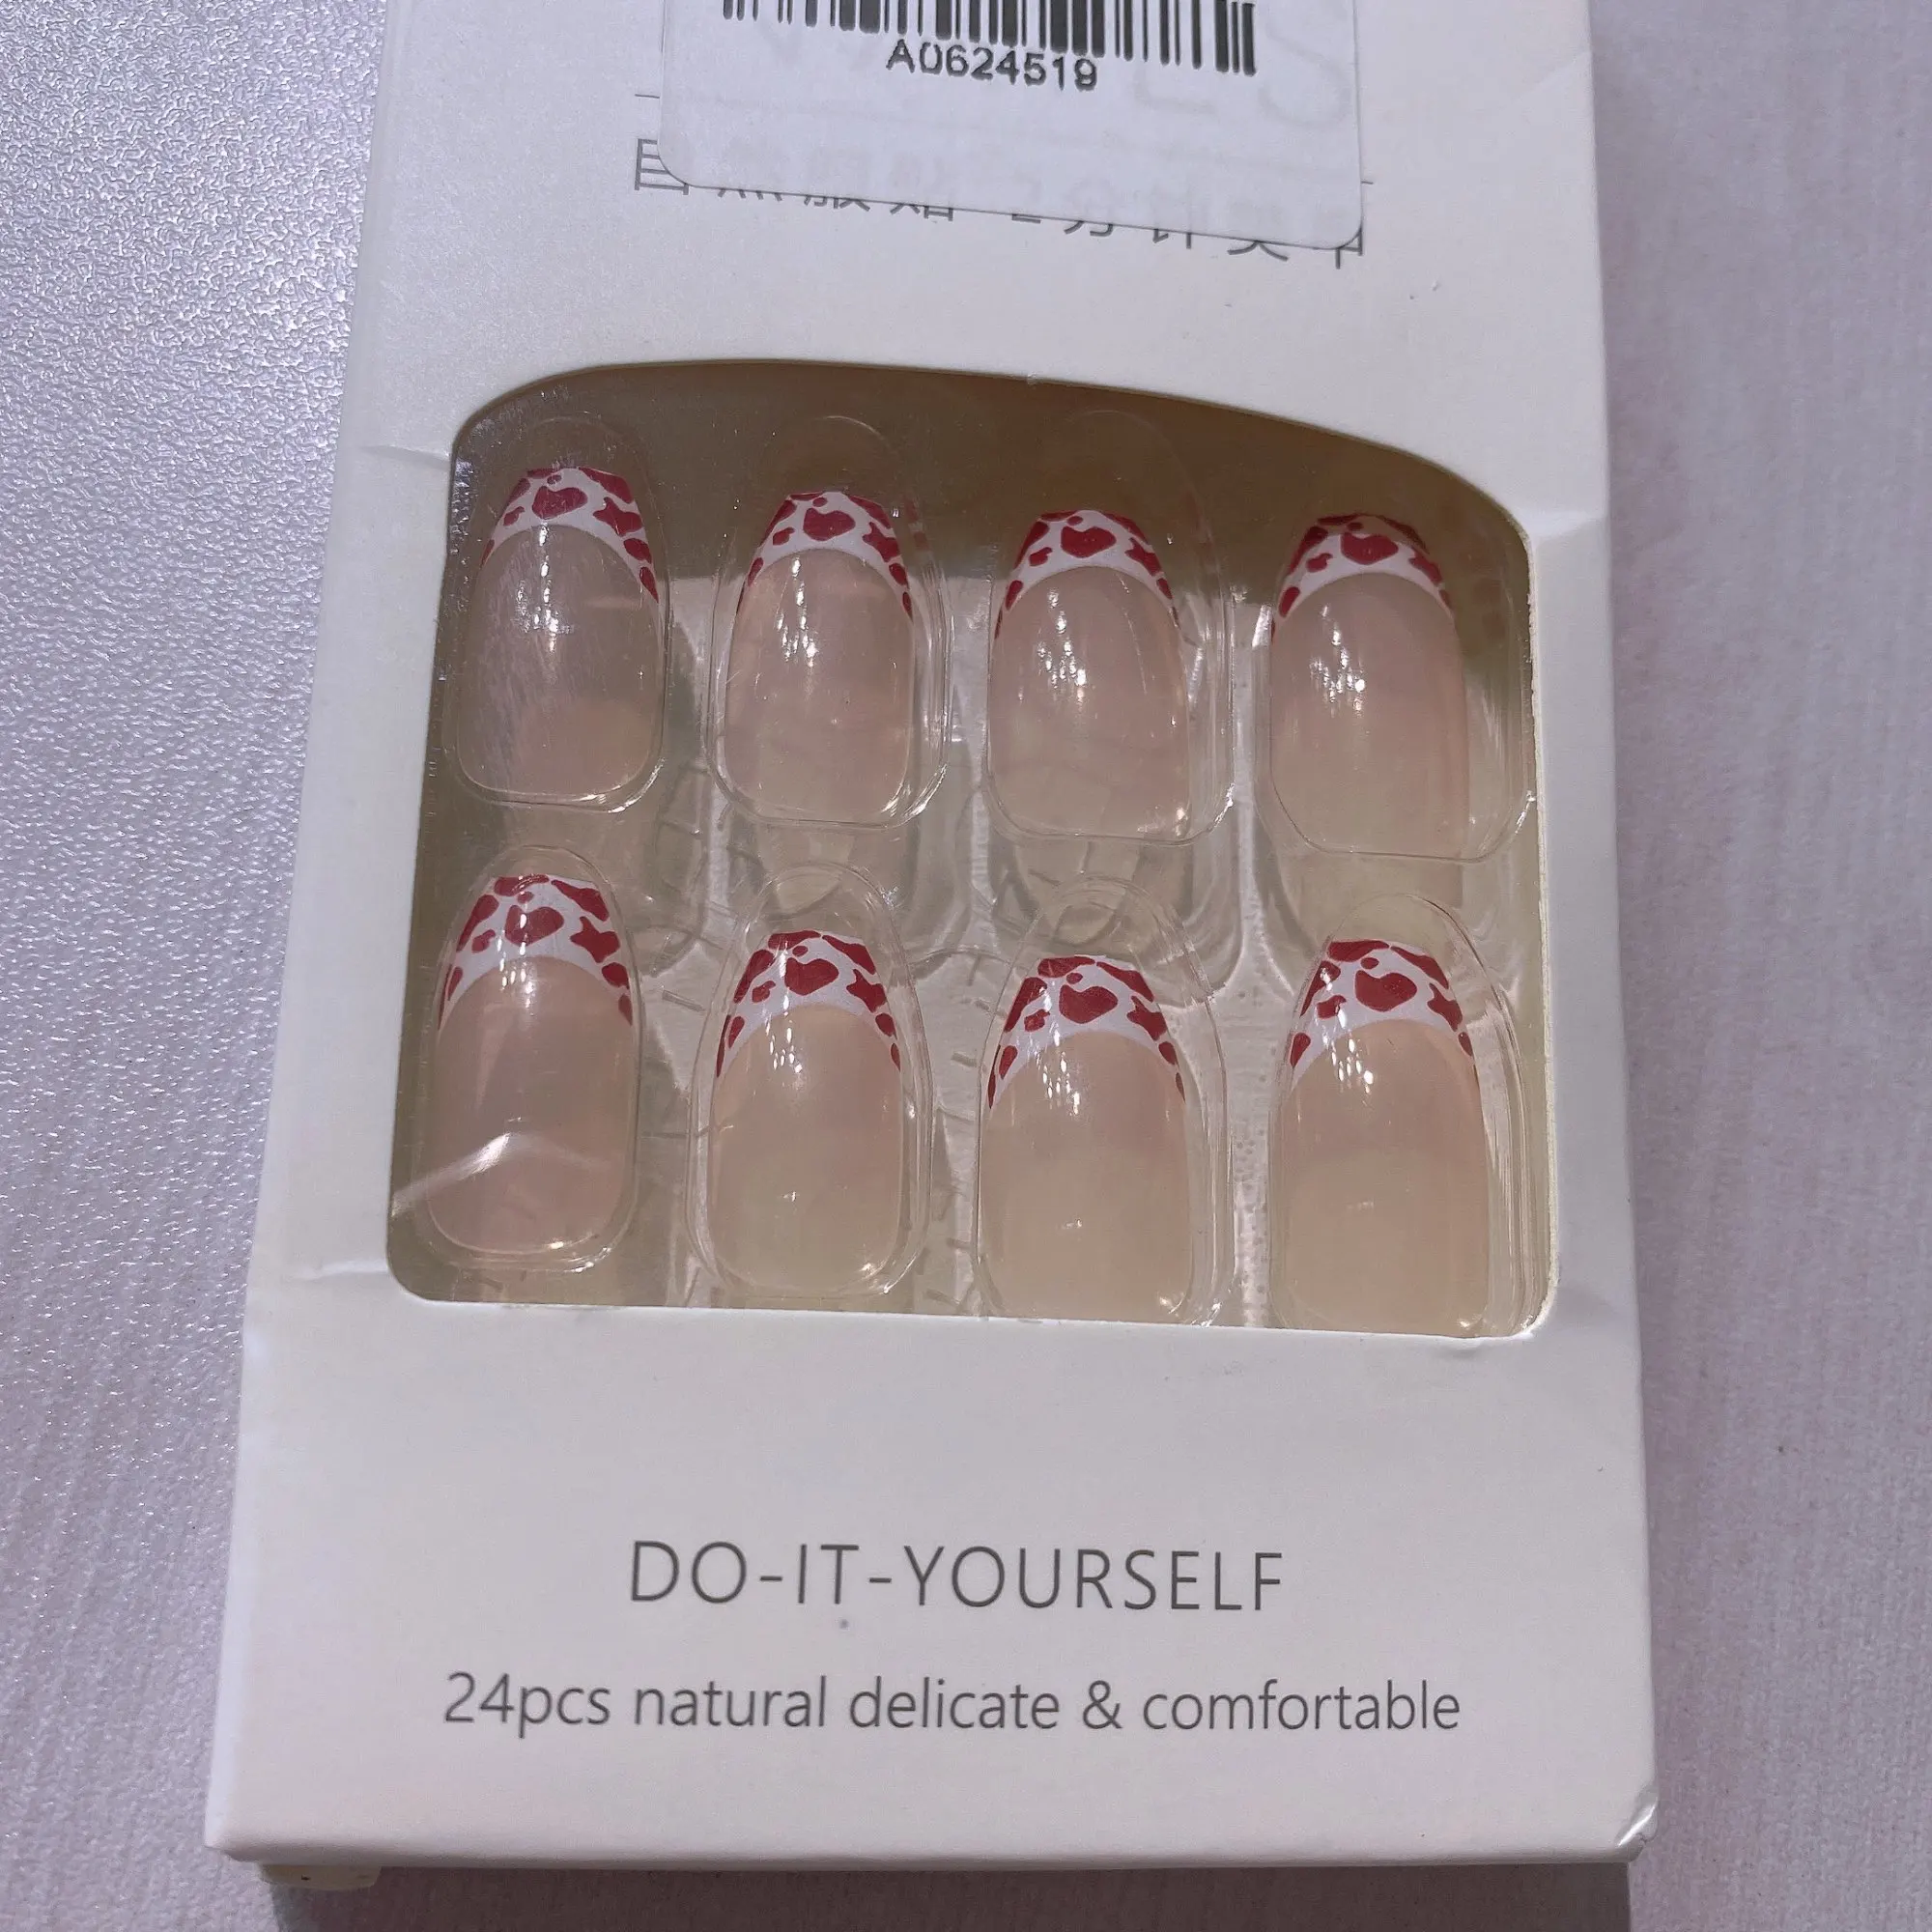 A0624519
DO-IT-YOURSELF
24pcs natural delicate & comfortable